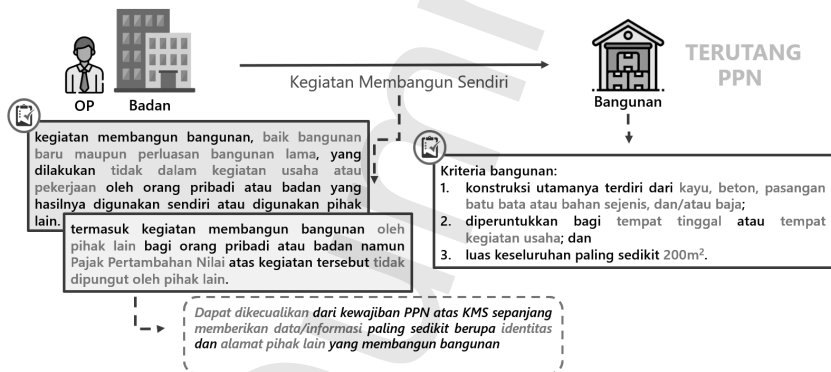 TERUTANG
PPN
OP
Badan
Kegiatan Membangun Sendiri
Bangunan
kegiatan membangun bangunan, baik bangunan
baru maupun perluasan bangunan lama, yang
dilakukan tidak dalam kegiatan usaha atau
pekerjaan oleh orang pribadi atau badan yang
hasilnya digunakan sendiri atau digunakan pihak
lain.
termasuk kegiatan membangun bangunan oleh
pihak lain bagi orang pribadi atau badan namun
Pajak Pertambahan Nilai atas kegiatan tersebut tidak
dipungut oleh pihak lain.
Dapat dikecualikan dari kewajiban PPN atas KMS sepanjang
memberikan data/informasi paling sedikit berupa identitas
dan alamat pihak lain yang membangun bangunan
Kriteria bangunan:
1. konstruksi utamanya terdiri dari kayu, beton, pasangan
batu bata atau bahan sejenis, dan/atau baja;
2. diperuntukkan bagi tempat tinggal atau tempat
kegiatan usaha; dan
3. luas keseluruhan paling sedikit 200m².